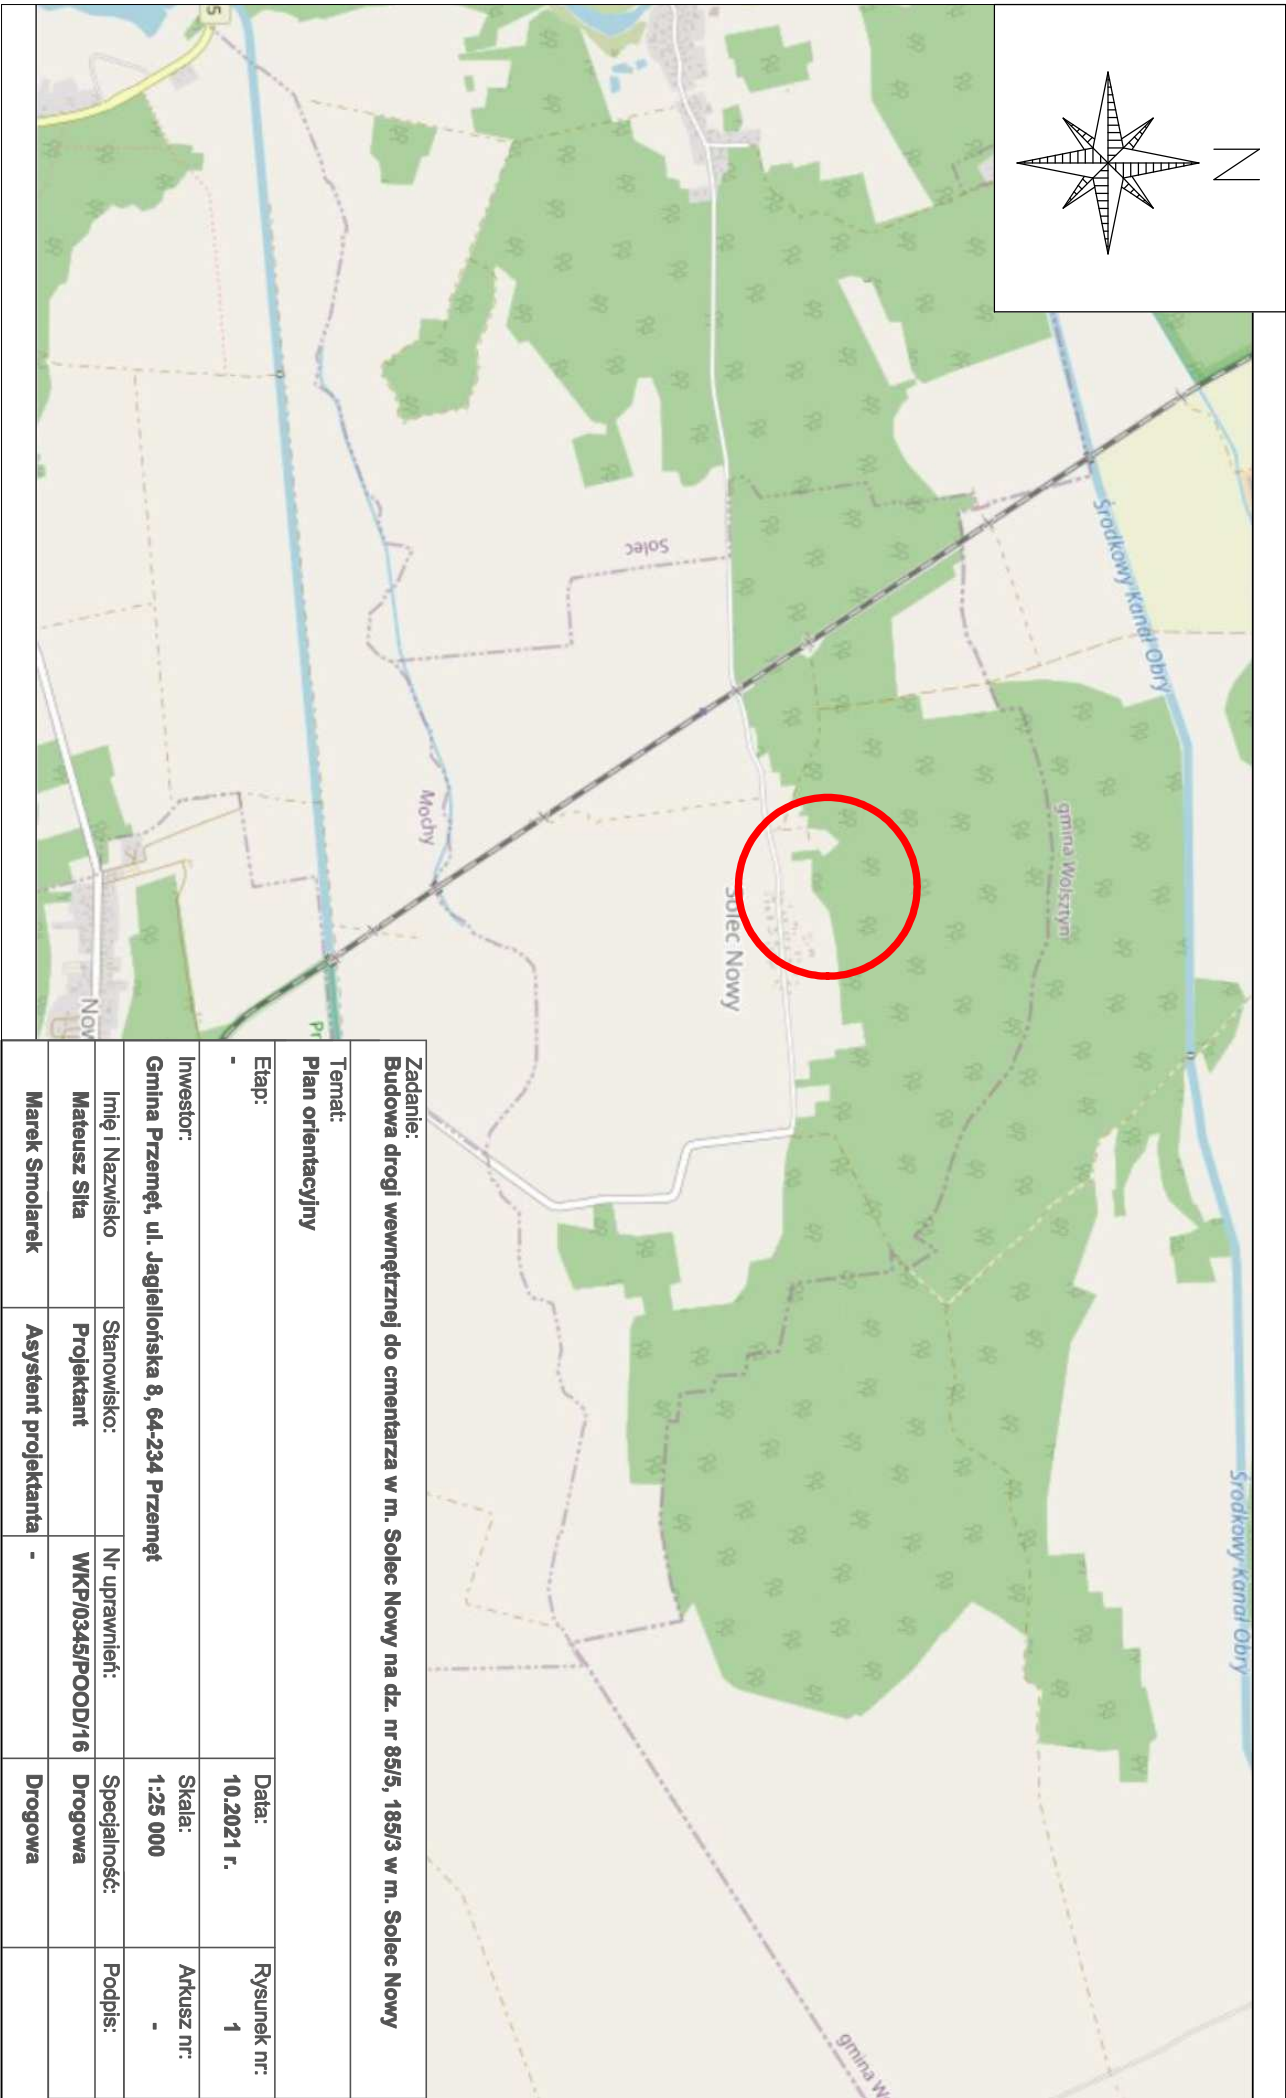 N
Środkowy Kanał Obry
Środkowy Kanał Obry
gmina Wolsztyn
Solec
Solec Nowy
Mochy
gmina W
5
Now
Pr
Zadanie:
Budowa drogi wewnętrznej do cmentarza w m. Solec Nowy na dz. nr 85/5, 185/3 w m. Solec Nowy
Temat:
Plan orientacyjny
Etap:
-
Data:
10.2021 r.
Rysunek nr:
1
Inwestor:
Gmina Przemęt, ul. Jagiellońska 8, 64-234 Przemęt
Skala:
1:25 000
Arkusz nr:
-
Imię i Nazwisko Stanowisko: Nr uprawnień: Specjalność: Podpis:
Mateusz Sita Projektant WKP/0345/POOD/16 Drogowa
Marek Smolarek Asystent projektanta - Drogowa